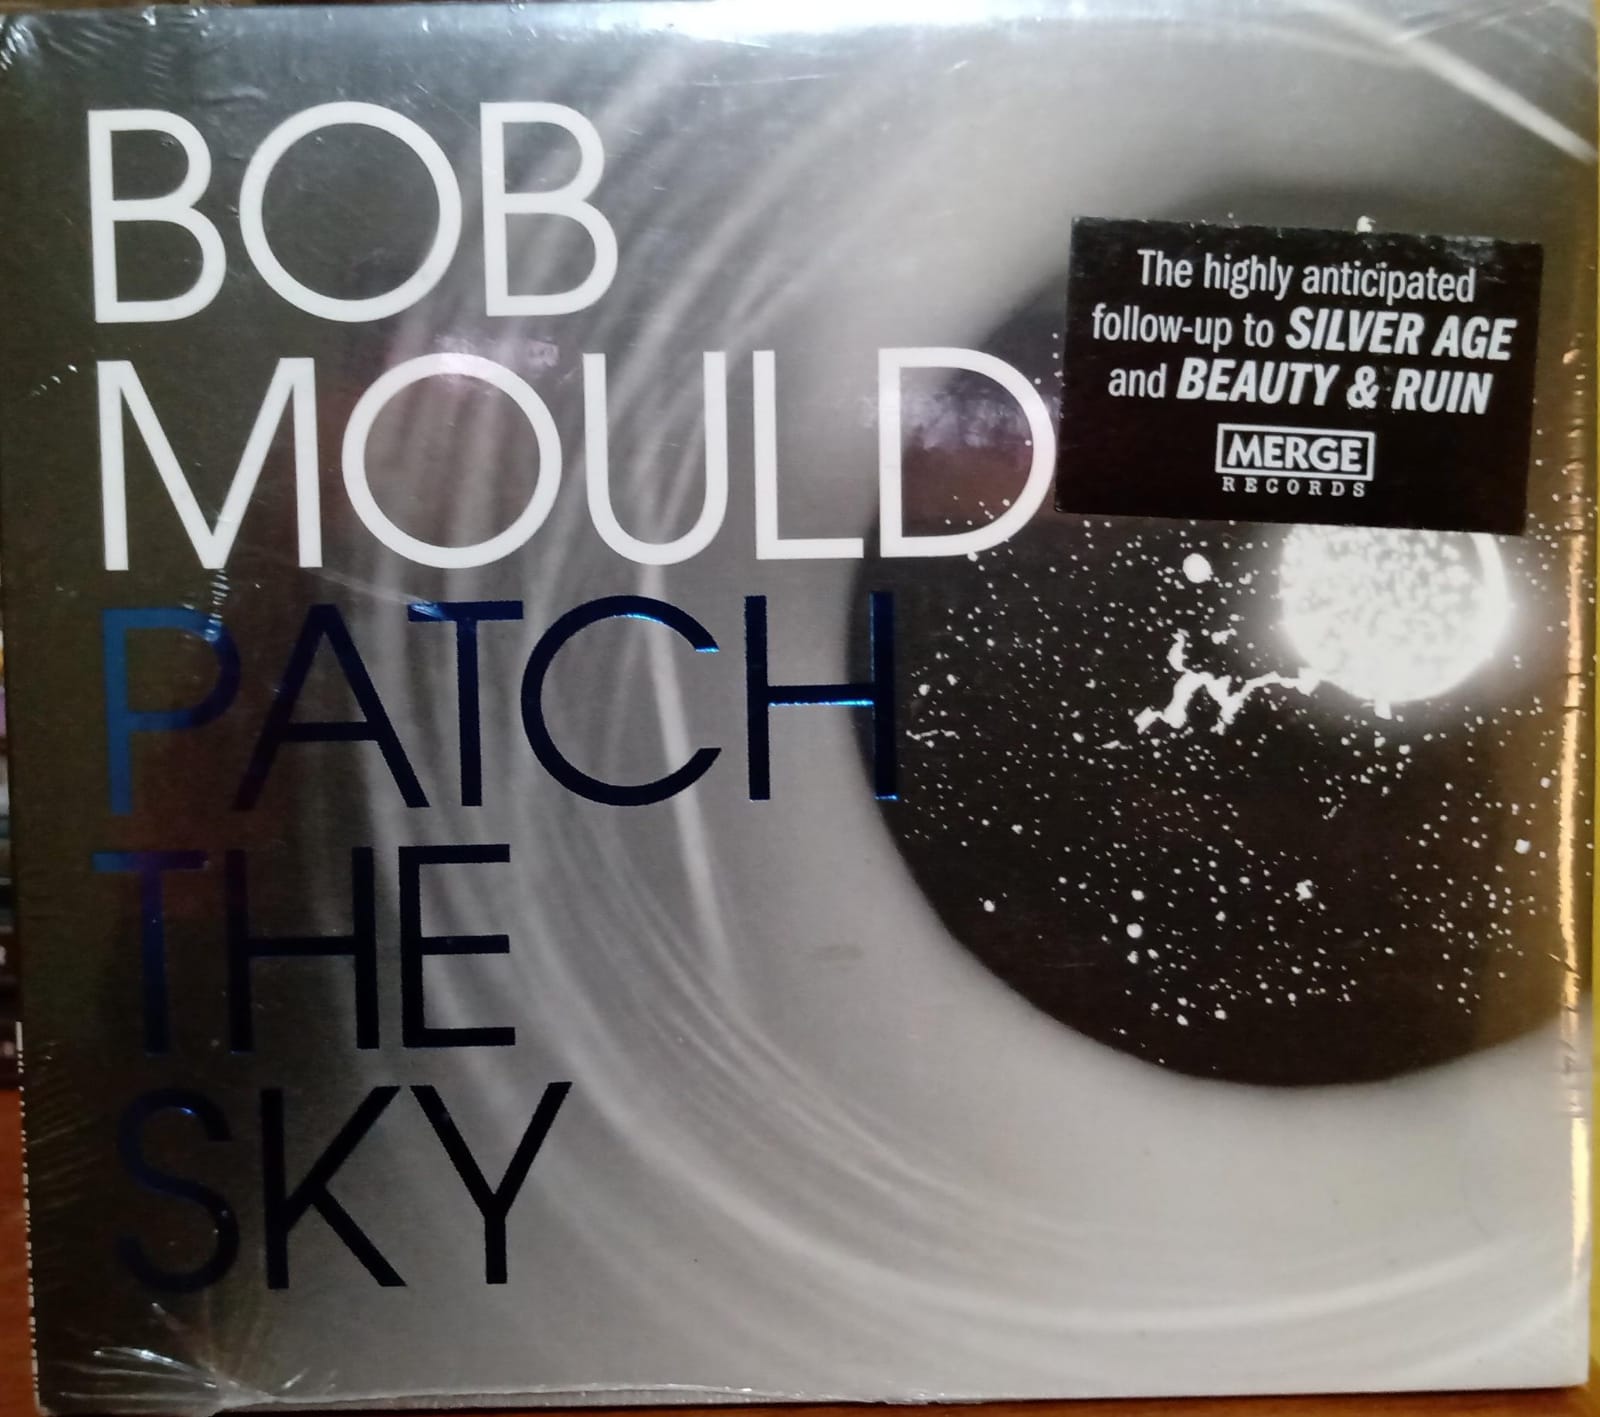 BOB
MOULD
PATCH
THE
SKY
The highly anticipated
follow-up to SILVER AGE
and BEAUTY & RUIN
MERGE
RECORDS